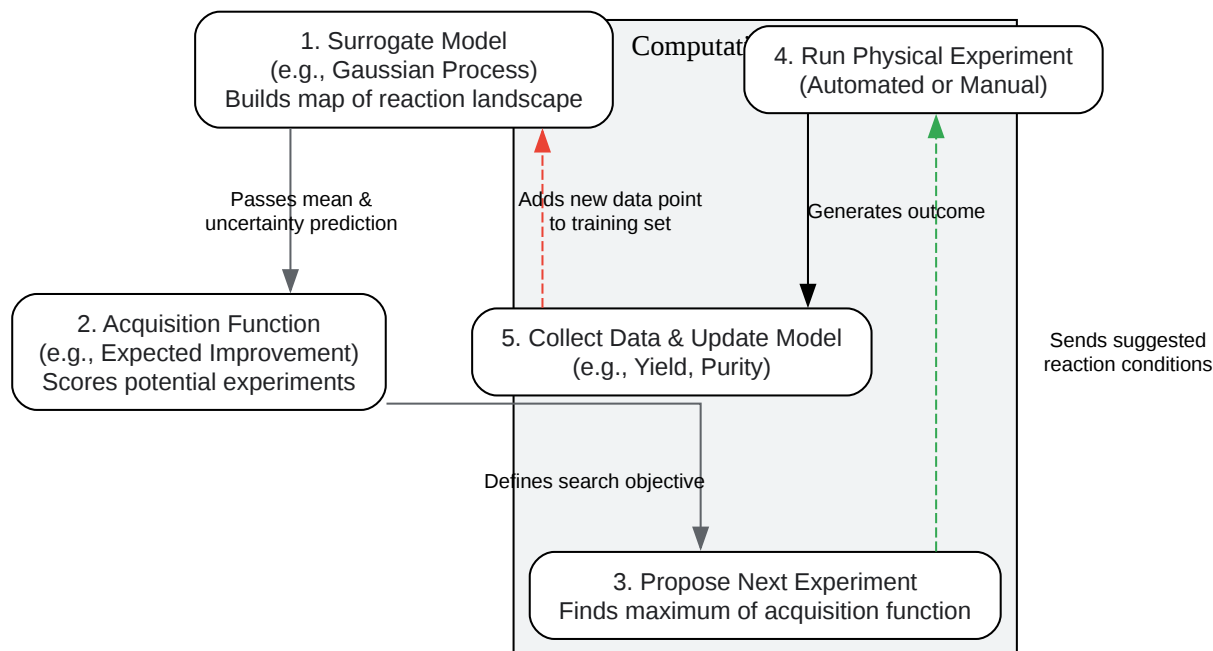 1. Surrogate Model
(e.g., Gaussian Process)
Builds map of reaction landscape
4. Run Physical Experiment
(Automated or Manual)
Passes mean &
uncertainty prediction
Adds new data point
to training set
Generates outcome
2. Acquisition Function
(e.g., Expected Improvement)
Scores potential experiments
5. Collect Data & Update Model
(e.g., Yield, Purity)
Sends suggested
reaction conditions
Defines search objective
3. Propose Next Experiment
Finds maximum of acquisition function